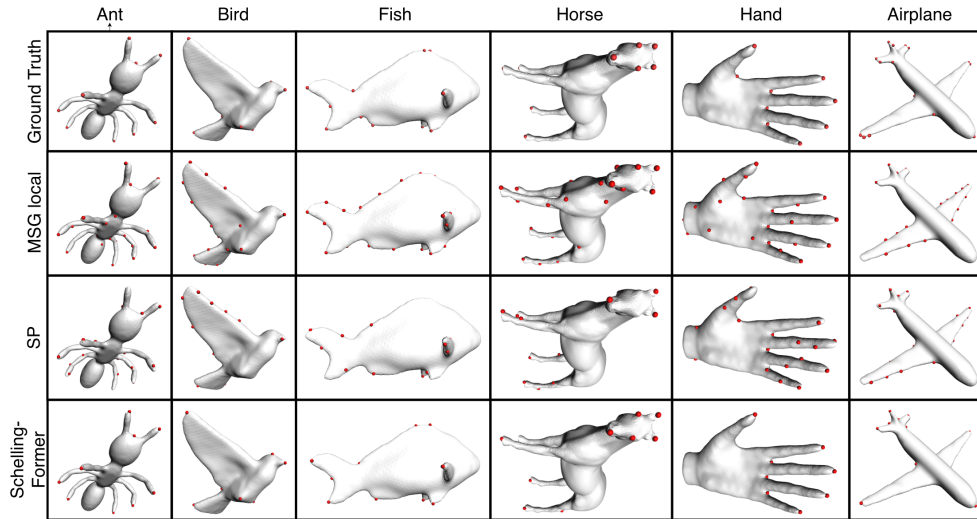 Ant
Bird
Fish
Horse
Hand
Airplane
Ground Truth
MSG local
SP
Schelling-
Former